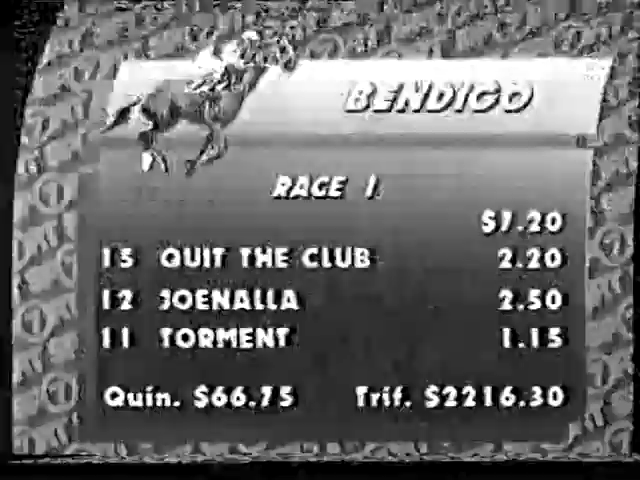 BENDIGO
RACE 1
$7.20
15 QUIT THE CLUB 2.20
12 JOENALLA 2.50
11 TORMENT 1.15
Quin. $66.75 Trif. $2216.30